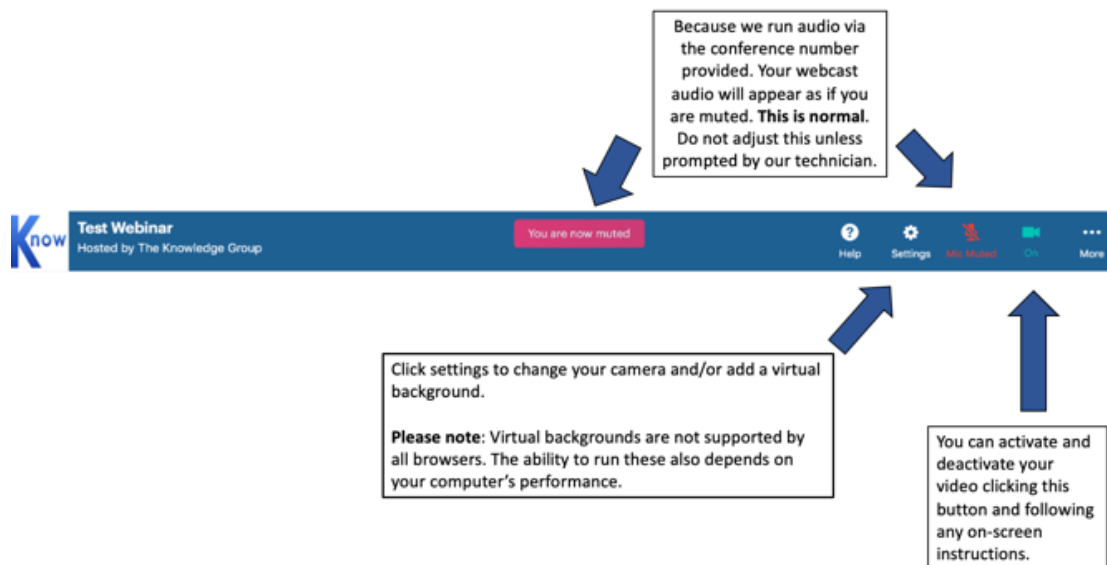 Because we run audio via
the conference number
provided. Your webcast
audio will appear as if you
are muted. This is normal.
Do not adjust this unless
prompted by our technician.
Know
Test Webinar
Hosted by The Knowledge Group
You are now muted
Help
Settings
Mic Muted
On
More
Click settings to change your camera and/or add a virtual
background.
Please note: Virtual backgrounds are not supported by
all browsers. The ability to run these also depends on
your computer's performance.
You can activate and
deactivate your
video clicking this
button and following
any on-screen
instructions.